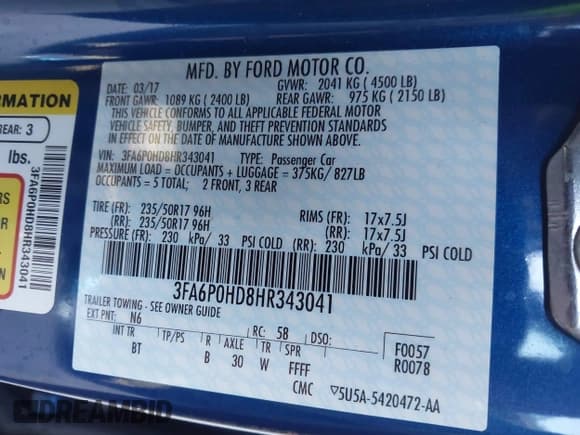 MFD. BY FORD MOTOR CO.
DATE: 03/17 GVWR: 2041 KG ( 4500 LB)
FRONT GAWR: 1089 KG ( 2400 LB) REAR GAWR: 975 KG ( 2150 LB)
THIS VEHICLE CONFORMS TO ALL APPLICABLE FEDERAL MOTOR
VEHICLE SAFETY, BUMPER, AND THEFT PREVENTION STANDARDS
IN EFFECT ON THE DATE OF MANUFACTURE SHOWN ABOVE.
VIN: 3FA6P0HD8HR343041 TYPE: Passenger Car
MAXIMUM LOAD = OCCUPANTS + LUGGAGE = 375KG/ 827LB
OCCUPANTS = 5 TOTAL; 2 FRONT, 3 REAR
TIRE (FR): 235/50R17 96H RIMS (FR): 17x7.5J
(RR): 235/50R17 96H (RR): 17x7.5J
PRESSURE (FR): 230 kPa/ 33 PSI COLD (RR): 230 kPa/ 33 PSI COLD
3FA6P0HD8HR343041
TRAILER TOWING - SEE OWNER GUIDE
EXT PNT: N6 RC: 58 DSO:
INT TR TP/PS R AXLE TR SPR
BT B 30 W FFFF
F0057
R0078
CMC 5U5A-5420472-AA
ORMATION
REAR: 3
lbs.
3FA6P0HD8HR343041
DREAMBID